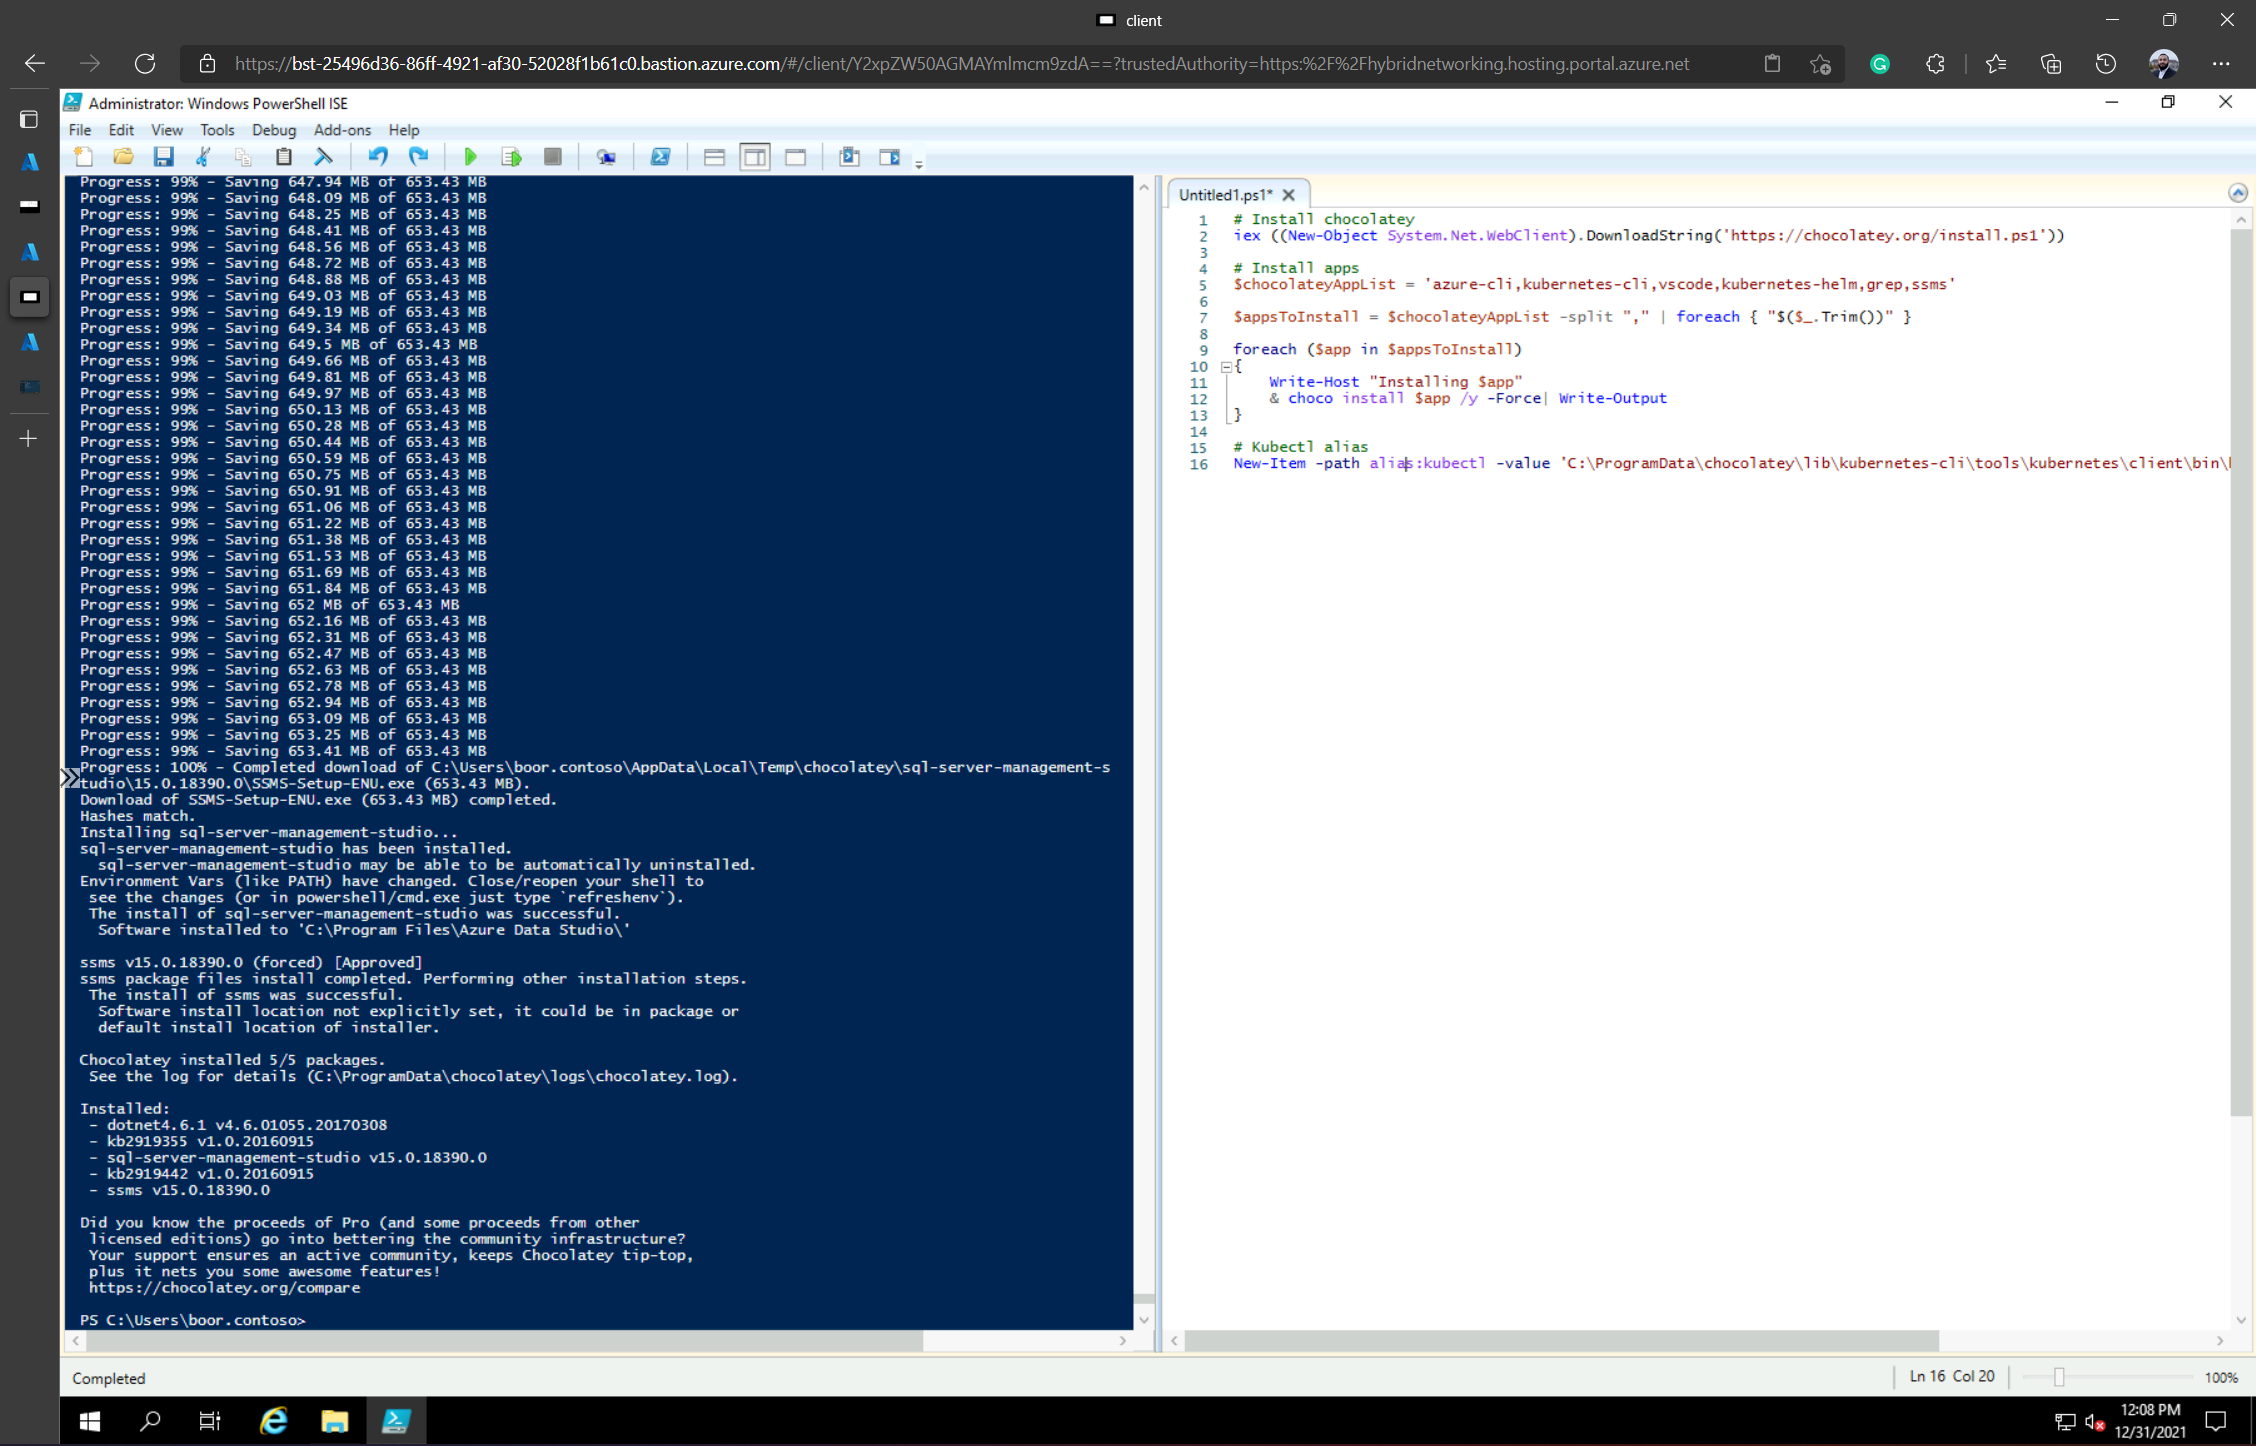 client
https://bst-25496d36-86ff-4921-af30-52028f1b61c0.bastion.azure.com/#/client/Y2xpZW50AGMAYmlmcm9zdA==?trustedAuthority=https:%2F%2Fhybridnetworking.hosting.portal.azure.net
Administrator: Windows PowerShell ISE
File Edit View Tools Debug Add-ons Help
Progress: 99% - Saving 647.94 MB of 653.43 MB
Progress: 99% - Saving 648.09 MB of 653.43 MB
Progress: 99% - Saving 648.25 MB of 653.43 MB
Progress: 99% - Saving 648.41 MB of 653.43 MB
Progress: 99% - Saving 648.56 MB of 653.43 MB
Progress: 99% - Saving 648.72 MB of 653.43 MB
Progress: 99% - Saving 648.88 MB of 653.43 MB
Progress: 99% - Saving 649.03 MB of 653.43 MB
Progress: 99% - Saving 649.19 MB of 653.43 MB
Progress: 99% - Saving 649.34 MB of 653.43 MB
Progress: 99% - Saving 649.5 MB of 653.43 MB
Progress: 99% - Saving 649.66 MB of 653.43 MB
Progress: 99% - Saving 649.81 MB of 653.43 MB
Progress: 99% - Saving 649.97 MB of 653.43 MB
Progress: 99% - Saving 650.13 MB of 653.43 MB
Progress: 99% - Saving 650.28 MB of 653.43 MB
Progress: 99% - Saving 650.44 MB of 653.43 MB
Progress: 99% - Saving 650.59 MB of 653.43 MB
Progress: 99% - Saving 650.75 MB of 653.43 MB
Progress: 99% - Saving 650.91 MB of 653.43 MB
Progress: 99% - Saving 651.06 MB of 653.43 MB
Progress: 99% - Saving 651.22 MB of 653.43 MB
Progress: 99% - Saving 651.38 MB of 653.43 MB
Progress: 99% - Saving 651.53 MB of 653.43 MB
Progress: 99% - Saving 651.69 MB of 653.43 MB
Progress: 99% - Saving 651.84 MB of 653.43 MB
Progress: 99% - Saving 652 MB of 653.43 MB
Progress: 99% - Saving 652.16 MB of 653.43 MB
Progress: 99% - Saving 652.31 MB of 653.43 MB
Progress: 99% - Saving 652.47 MB of 653.43 MB
Progress: 99% - Saving 652.63 MB of 653.43 MB
Progress: 99% - Saving 652.78 MB of 653.43 MB
Progress: 99% - Saving 652.94 MB of 653.43 MB
Progress: 99% - Saving 653.09 MB of 653.43 MB
Progress: 99% - Saving 653.25 MB of 653.43 MB
Progress: 99% - Saving 653.41 MB of 653.43 MB
Progress: 100% - Completed download of C:\Users\boor.contoso\AppData\Local\Temp\chocolatey\sql-server-management-s
tudio\15.0.18390.0\SSMS-Setup-ENU.exe (653.43 MB).
Download of SSMS-Setup-ENU.exe (653.43 MB) completed.
Hashes match.
Installing sql-server-management-studio...
sql-server-management-studio has been installed.
sql-server-management-studio may be able to be automatically uninstalled.
Environment Vars (like PATH) have changed. Close/reopen your shell to
see the changes (or in powershell/cmd.exe just type `refreshenv`).
The install of sql-server-management-studio was successful.
Software installed to 'C:\Program Files\Azure Data Studio\'
ssms v15.0.18390.0 (forced) [Approved]
ssms package files install completed. Performing other installation steps.
The install of ssms was successful.
Software install location not explicitly set, it could be in package or
default install location of installer.
Chocolatey installed 5/5 packages.
See the log for details (C:\ProgramData\chocolatey\logs\chocolatey.log).
Installed:
- dotnet4.6.1 v4.6.01055.20170308
- kb2919355 v1.0.20160915
- sql-server-management-studio v15.0.18390.0
- kb2919442 v1.0.20160915
- ssms v15.0.18390.0
Did you know the proceeds of Pro (and some proceeds from other
licensed editions) go into bettering the community infrastructure?
Your support ensures an active community, keeps Chocolatey tip-top,
plus it nets you some awesome features!
https://chocolatey.org/compare
PS C:\Users\boor.contoso>
Untitled1.ps1*
1 # Install chocolatey
2 iex ((New-Object System.Net.WebClient).DownloadString('https://chocolatey.org/install.ps1'))
3
4 # Install apps
5 $chocolateyAppList = 'azure-cli,kubernetes-cli,vscode,kubernetes-helm,grep,ssms'
6
7 $appsToInstall = $chocolateyAppList -split "," | foreach { "$($_.Trim())" }
8
9 foreach ($app in $appsToInstall)
10 {
11 Write-Host "Installing $app"
12 & choco install $app /y -Force| Write-Output
13 }
14
15 # Kubectl alias
16 New-Item -path alias:kubectl -value 'C:\ProgramData\chocolatey\lib\kubernetes-cli\tools\kubernetes\client\bin\
Completed
Ln 16 Col 20
100%
12:08 PM
12/31/2021